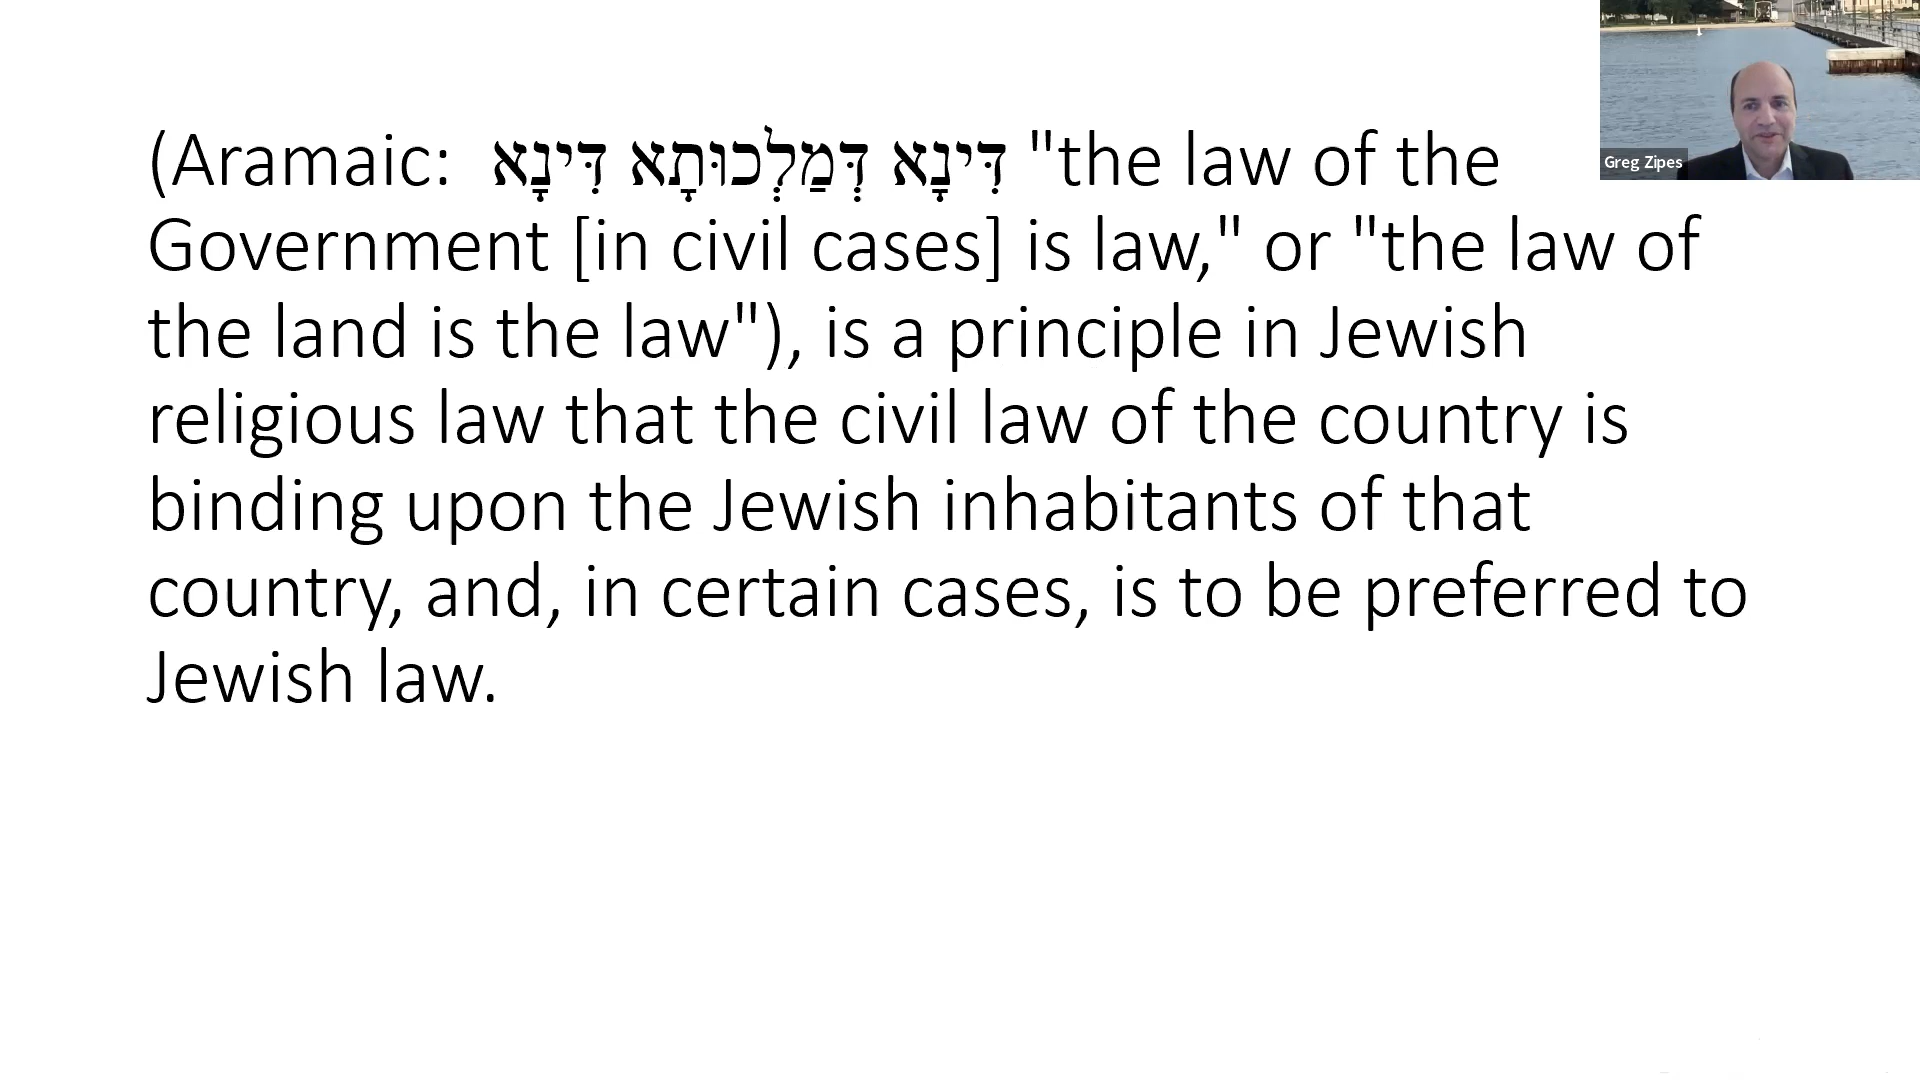 (Aramaic:  דִּינָא דְּמַלְכוּתָא דִּינָא "the law of the
Government [in civil cases] is law," or "the law of
the land is the law"), is a principle in Jewish
religious law that the civil law of the country is
binding upon the Jewish inhabitants of that
country, and, in certain cases, is to be preferred to
Jewish law.
Greg Zipes